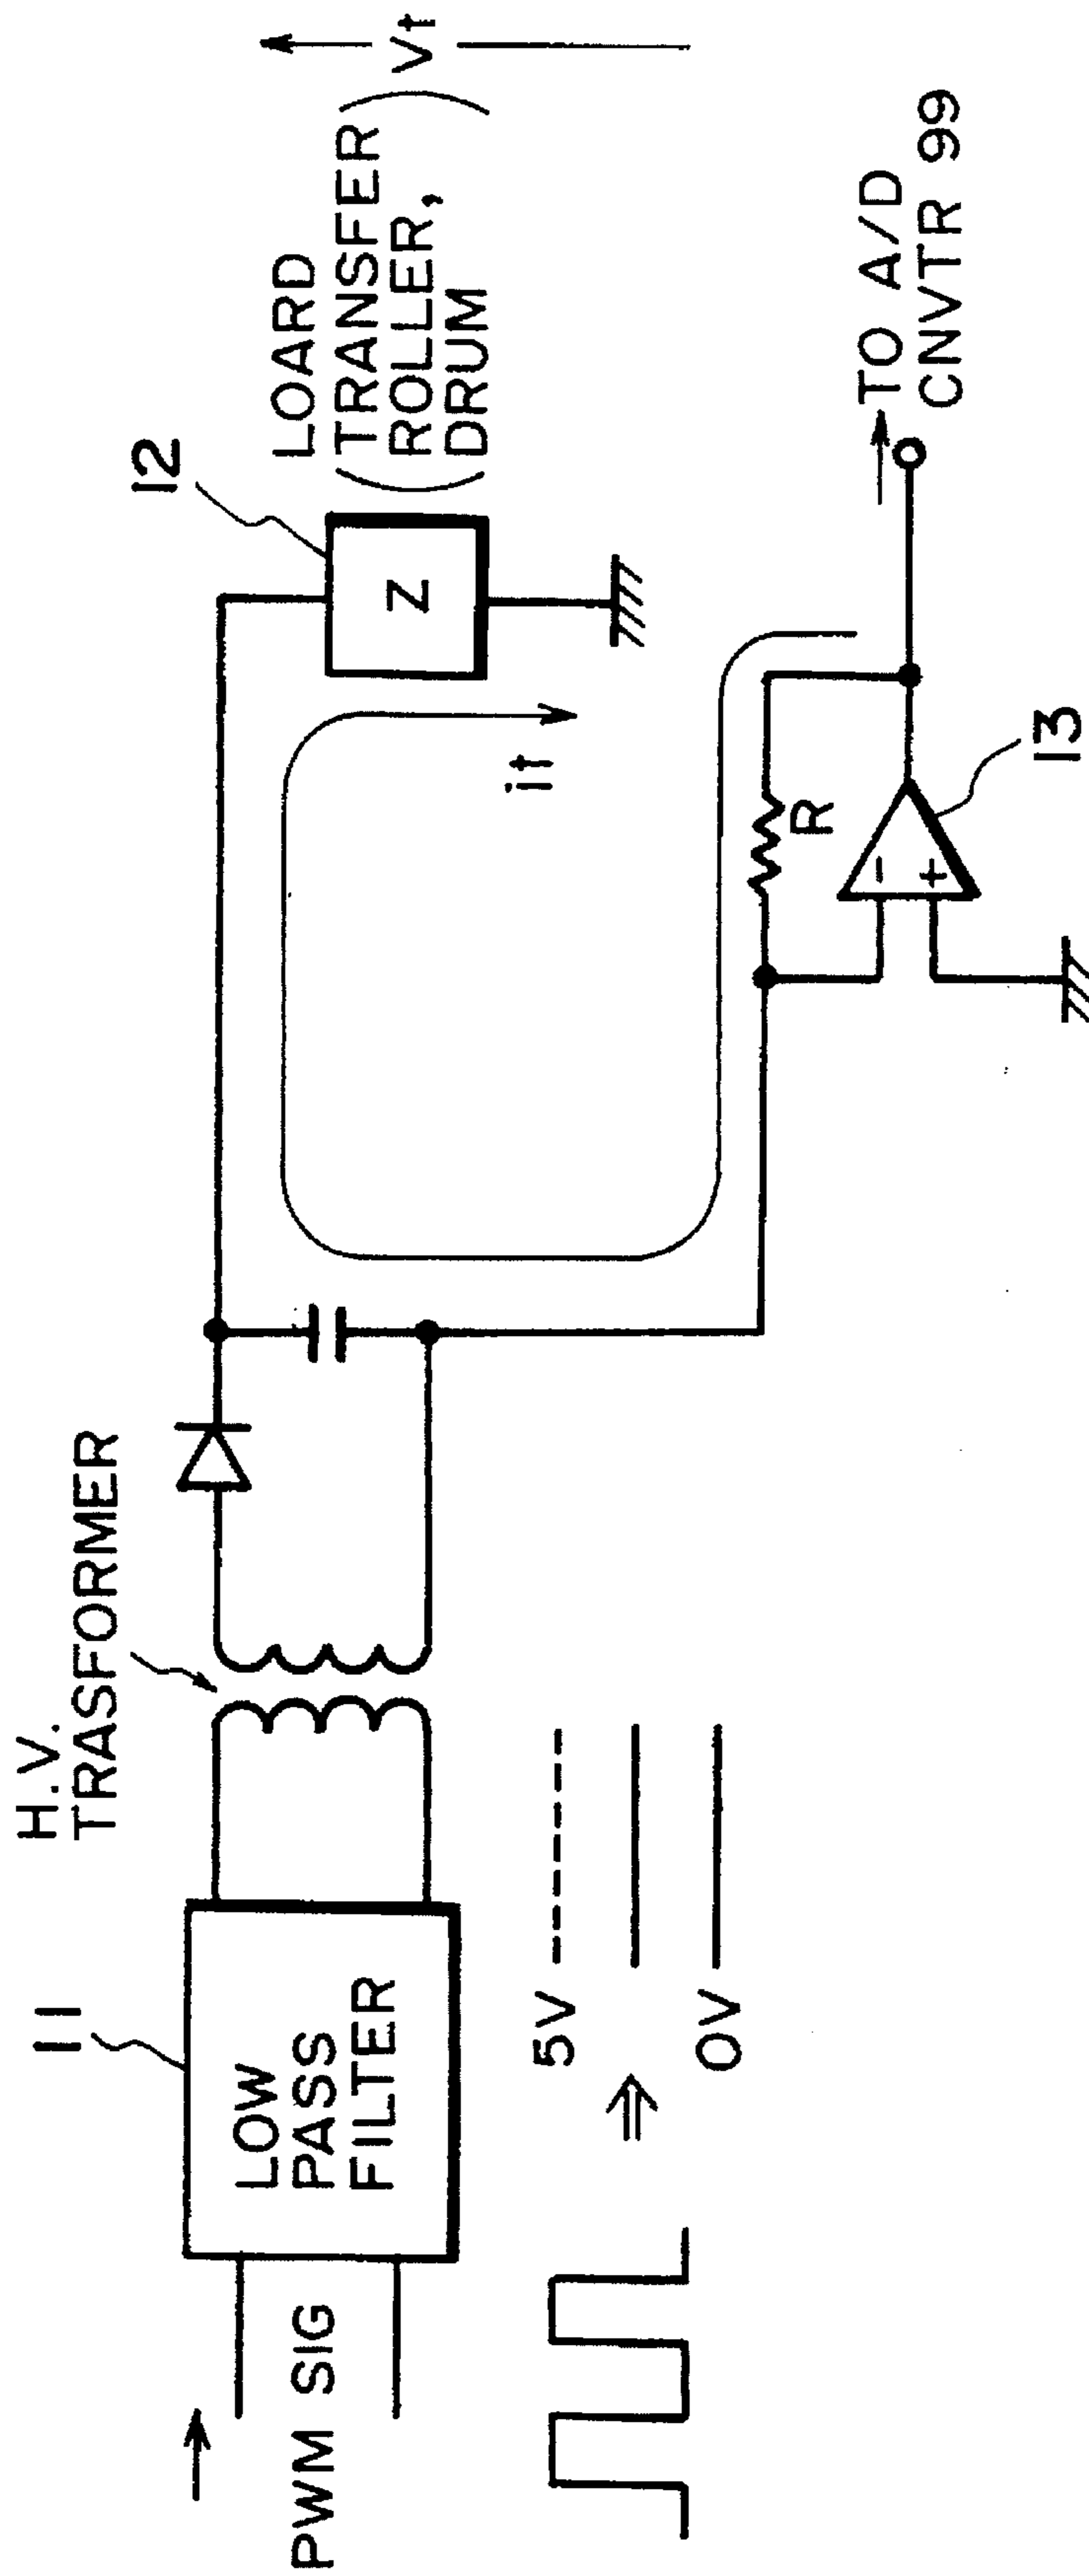 PWM SIG
11
LOW
PASS
FILTER
5V
0V
H.V.
TRASFORMER
12
Z
LOARD
(TRANSFER
ROLLER,
DRUM)
Vt
it
R
-
+
13
TO A/D
CNVTR 99